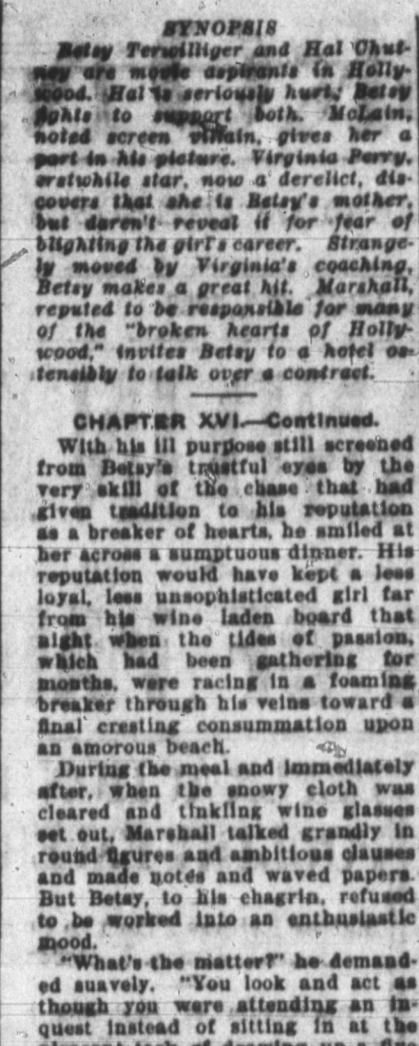 SYNOPSIS
Betsy Terwilliger and Hal Chut-
ney are movie aspirants in Holly-
wood. Hal is seriously hurt; Betsy
fights to support both. McLain,
noted screen villain, gives her a
part in his picture. Virginia Perry,
erstwhile star, now a derelict, dis-
covers that she is Betsy's mother,
but daren't reveal it for fear of
blighting the girl's career. Strange-
ly moved by Virginia's coaching,
Betsy makes a great hit. Marshall,
reputed to be responsible for many
of the "broken hearts of Holly-
wood," invites Betsy to a hotel os-
tensibly to talk over a contract.
CHAPTER XVI.—Continued.
With his ill purpose still screened
from Betsy's trustful eyes by the
very skill of the chase that had
given tradition to his reputation
as a breaker of hearts, he smiled at
her across a sumptuous dinner. His
reputation would have kept a less
loyal, less unsophisticated girl far
from his wine laden board that
night when the tides of passion,
which had been gathering for
months, were racing in a foaming
breaker through his veins toward a
final cresting consummation upon
an amorous beach.
During the meal and immediately
after, when the snowy cloth was
cleared and tinkling wine glasses
set out, Marshall talked grandly in
round figures and ambitious clauses
and made notes and waved papers.
But Betsy, to his chagrin, refused
to be worked into an enthusiastic
mood.
"What's the matter?" he demand-
ed suavely. "You look and act as
though you were attending an in-
quest instead of sitting in at the